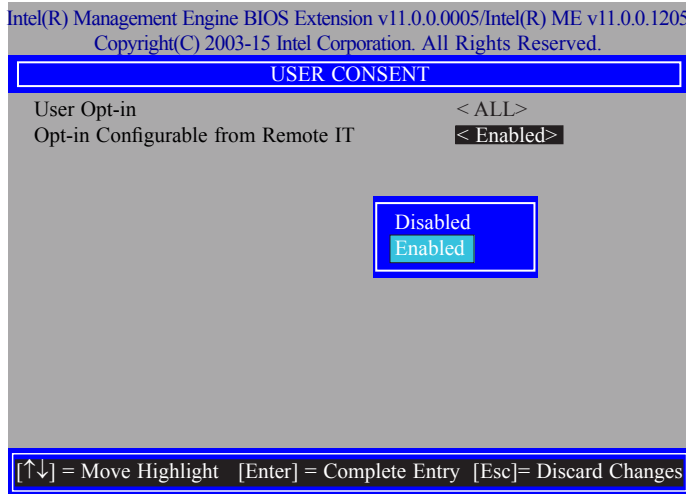 Intel(R) Management Engine BIOS Extension v11.0.0.0005/Intel(R) ME v11.0.0.1205
Copyright(C) 2003-15 Intel Corporation. All Rights Reserved.
USER CONSENT
User Opt-in < ALL>
Opt-in Configurable from Remote IT < Enabled>
Disabled
Enabled
[↑↓] = Move Highlight [Enter] = Complete Entry [Esc]= Discard Changes